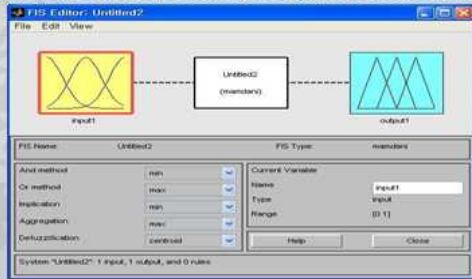 FIS Editor: Untitled2
File Edit View
Untitled2
(mamdani)
input1
output1
FIS Name: Untitled2 FIS Type: mamdani
And method min
Or method max
Implication min
Aggregation max
Defuzzification centroid
Current Variable
Name input1
Type input
Range [0 1]
Help Close
System "Untitled2": 1 input, 1 output, and 0 rules